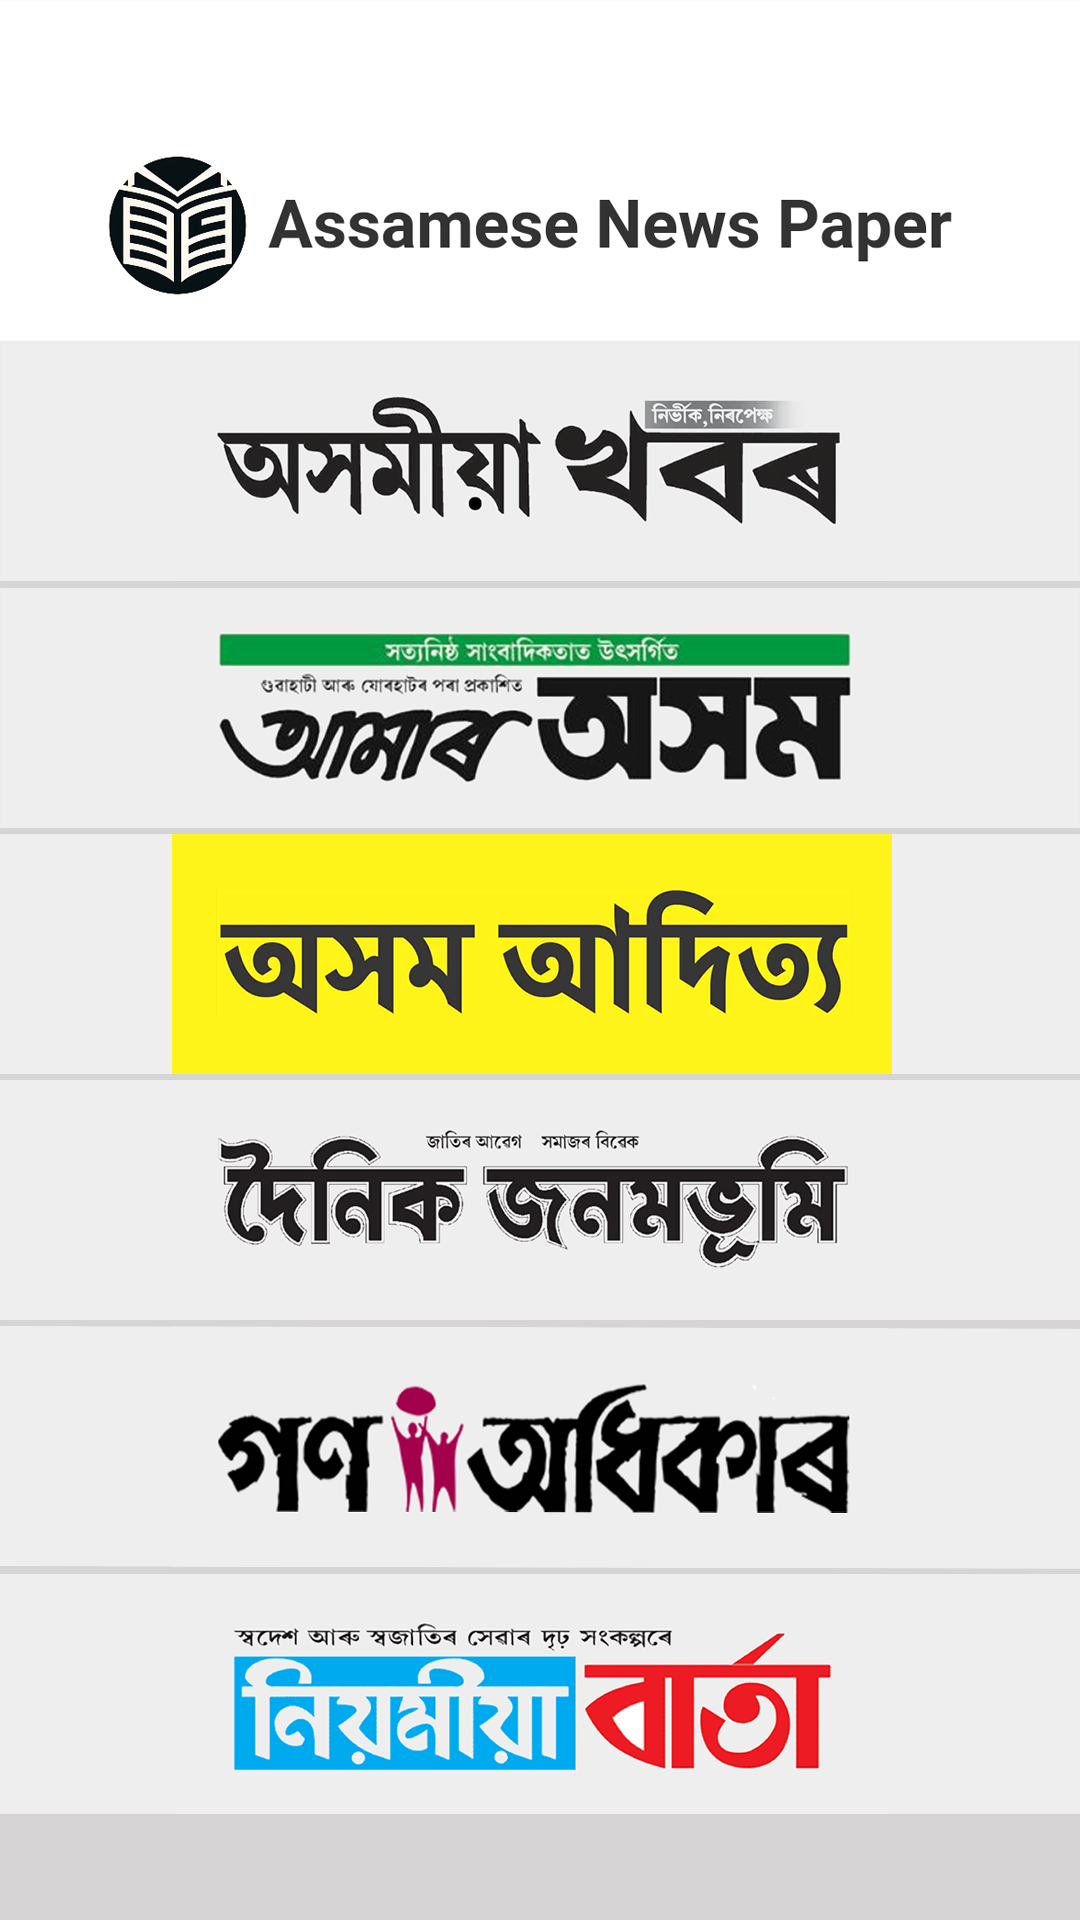 Assamese News Paper
নিৰ্ভীক,নিৰপেক্ষ
অসমীয়া খবৰ
সত্যনিষ্ঠ সাংবাদিকতাত উৎসৰ্গিত
গুৱাহাটী আৰু যোৰহাটৰ পৰা প্ৰকাশিত
আমাৰ অসম
অসম আদিত্য
জাতিৰ আৱেগ সমাজৰ বিৱেক
দৈনিক জনমভূমি
গণ অধিকাৰ
স্বদেশ আৰু স্বজাতিৰ সেৱাৰ দৃঢ় সংকল্পৰে
নিয়মীয়া বাৰ্তা